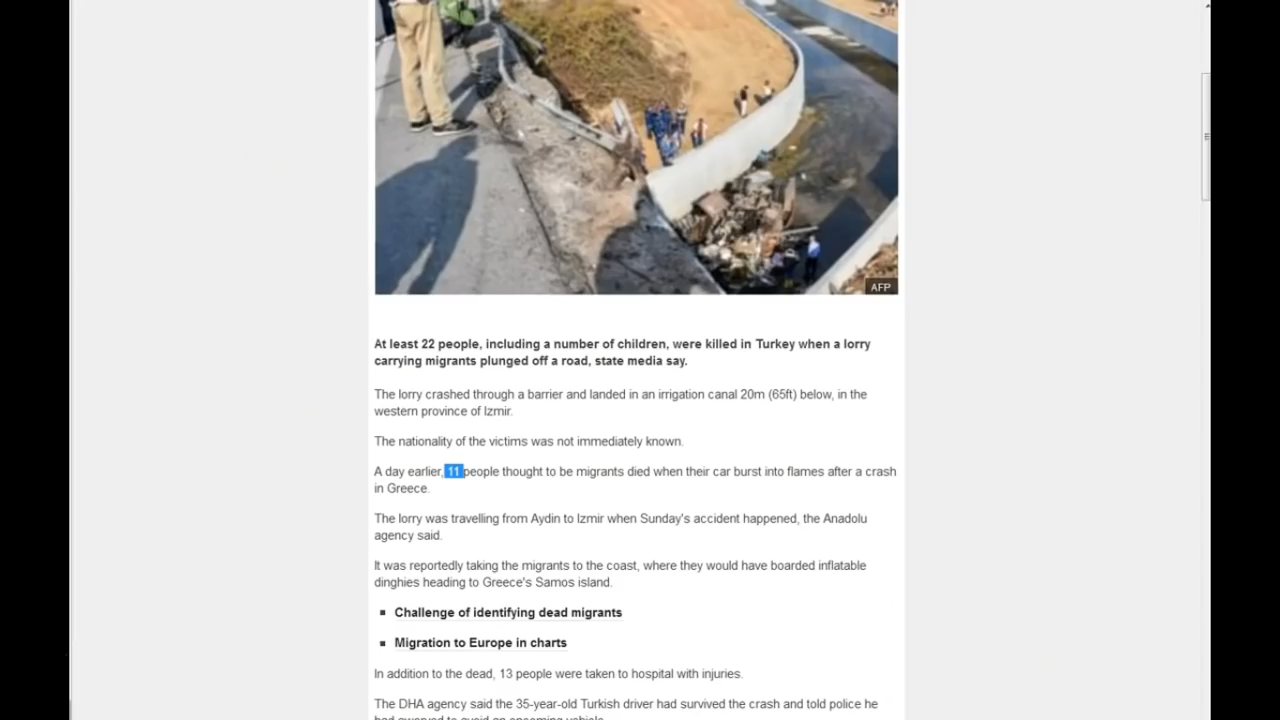 AFP
At least 22 people, including a number of children, were killed in Turkey when a lorry
carrying migrants plunged off a road, state media say.
The lorry crashed through a barrier and landed in an irrigation canal 20m (65ft) below, in the
western province of Izmir.
The nationality of the victims was not immediately known.
A day earlier, 11 people thought to be migrants died when their car burst into flames after a crash
in Greece.
The lorry was travelling from Aydin to Izmir when Sunday's accident happened, the Anadolu
agency said.
It was reportedly taking the migrants to the coast, where they would have boarded inflatable
dinghies heading to Greece's Samos island.
Challenge of identifying dead migrants
Migration to Europe in charts
In addition to the dead, 13 people were taken to hospital with injuries.
The DHA agency said the 35-year-old Turkish driver had survived the crash and told police he
had swerved to avoid an oncoming vehicle.